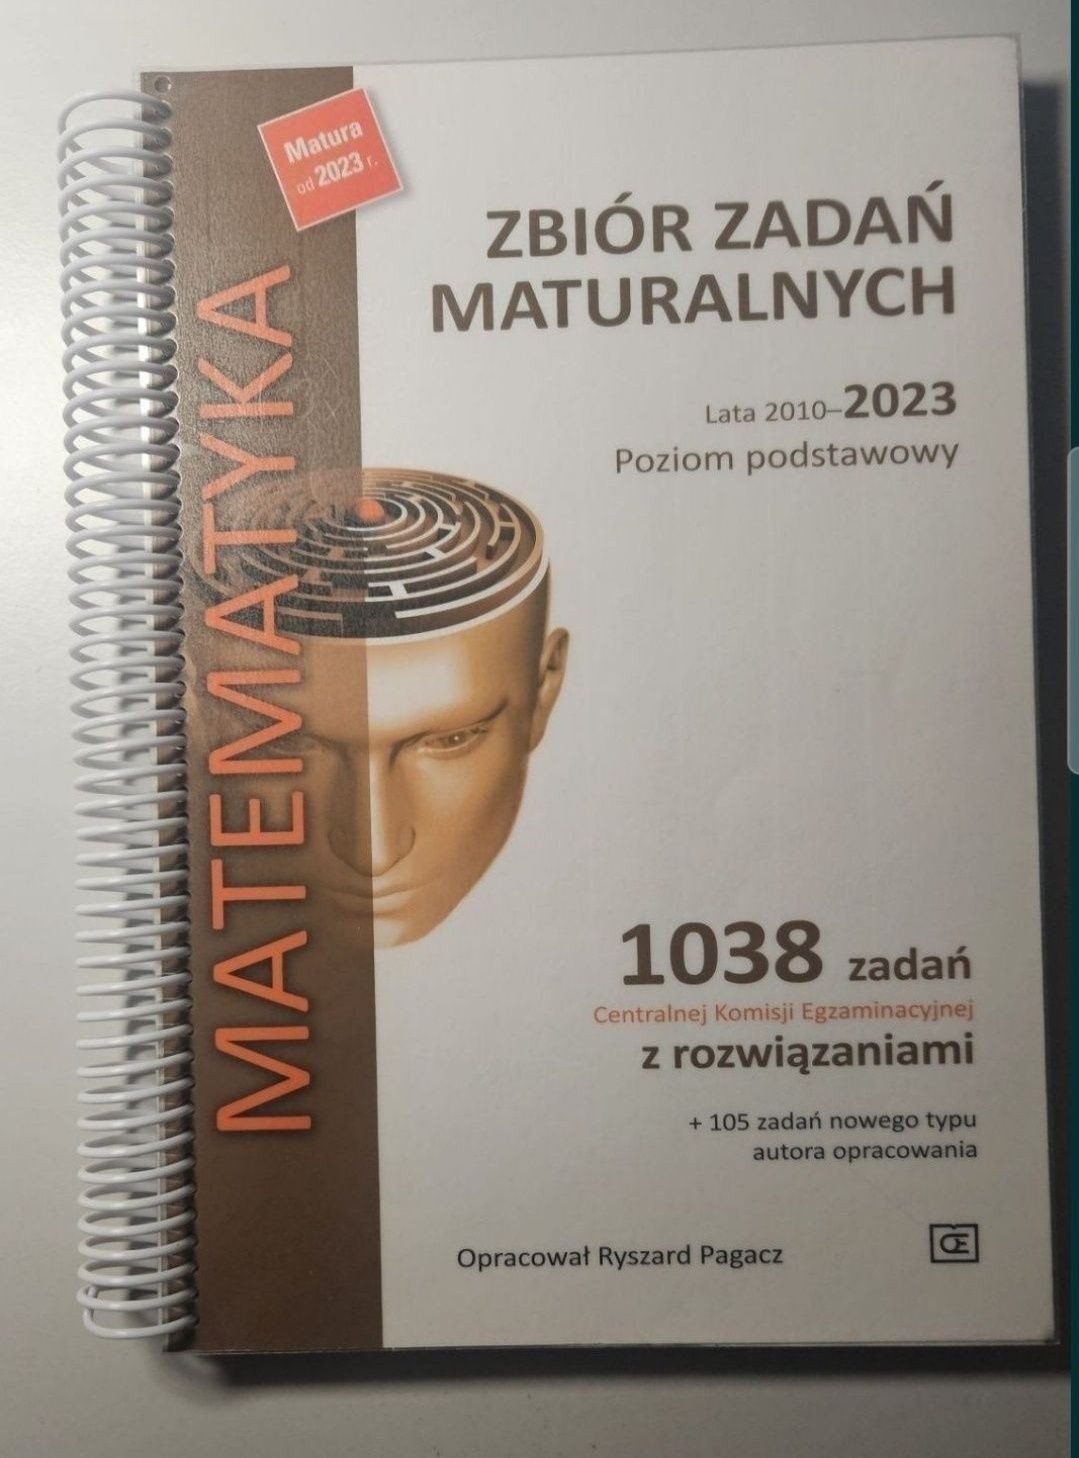 Matura
od 2023 r.
MATEMATYKA
ZBIÓR ZADAŃ
MATURALNYCH
Lata 2010–2023
Poziom podstawowy
1038 zadań
Centralnej Komisji Egzaminacyjnej
z rozwiązaniami
+ 105 zadań nowego typu
autora opracowania
Opracował Ryszard Pagacz
OE